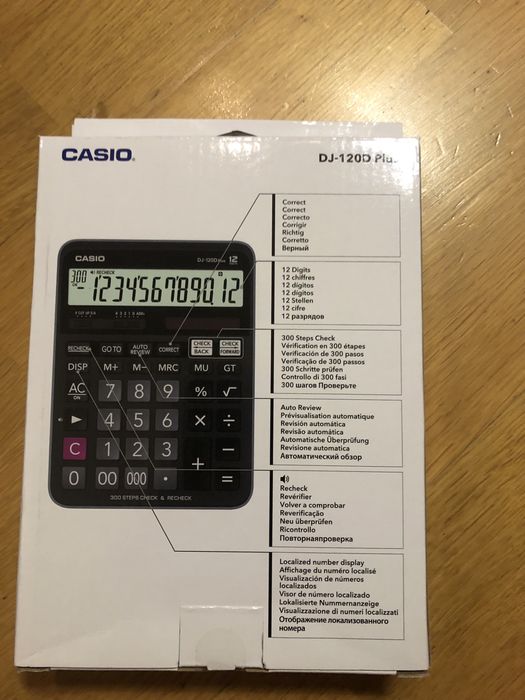 CASIO
DJ-120D Plus
Correct
Correct
Correcto
Corrigir
Richtig
Corretto
Верный
CASIO
DJ-120D PLUS 12
300 RECHECK
-123'456'789'012
12 Digits
12 chiffres
12 dígitos
12 dígitos
12 Stellen
12 cifre
12 разрядов
300 Steps Check
Vérification en 300 étapes
Verificación de 300 pasos
Verificação de 300 passos
300 Schritte prüfen
Controllo di 300 fasi
300 шагов Проверьте
RECHECK GO TO AUTO REVIEW CORRECT CHECK BACK CHECK FORWARD
DISP M+ M− MRC MU GT
AC ON 7 8 9 % √
▶ 4 5 6 × ÷
C 1 2 3 + −
0 00 000 · =
300 STEPS CHECK & RECHECK
Auto Review
Prévisualisation automatique
Revisión automática
Revisão automática
Automatische Überprüfung
Revisione automatica
Автоматический обзор
Recheck
Revérifier
Volver a comprobar
Reverificação
Neu überprüfen
Ricontrollo
Повторнаяпроверка
Localized number display
Affichage du numéro localisé
Visualización de números
localizados
Visor de número localizado
Lokalisierte Nummernanzeige
Visualizzazione di numeri localizzati
Отображение локализованного
номера